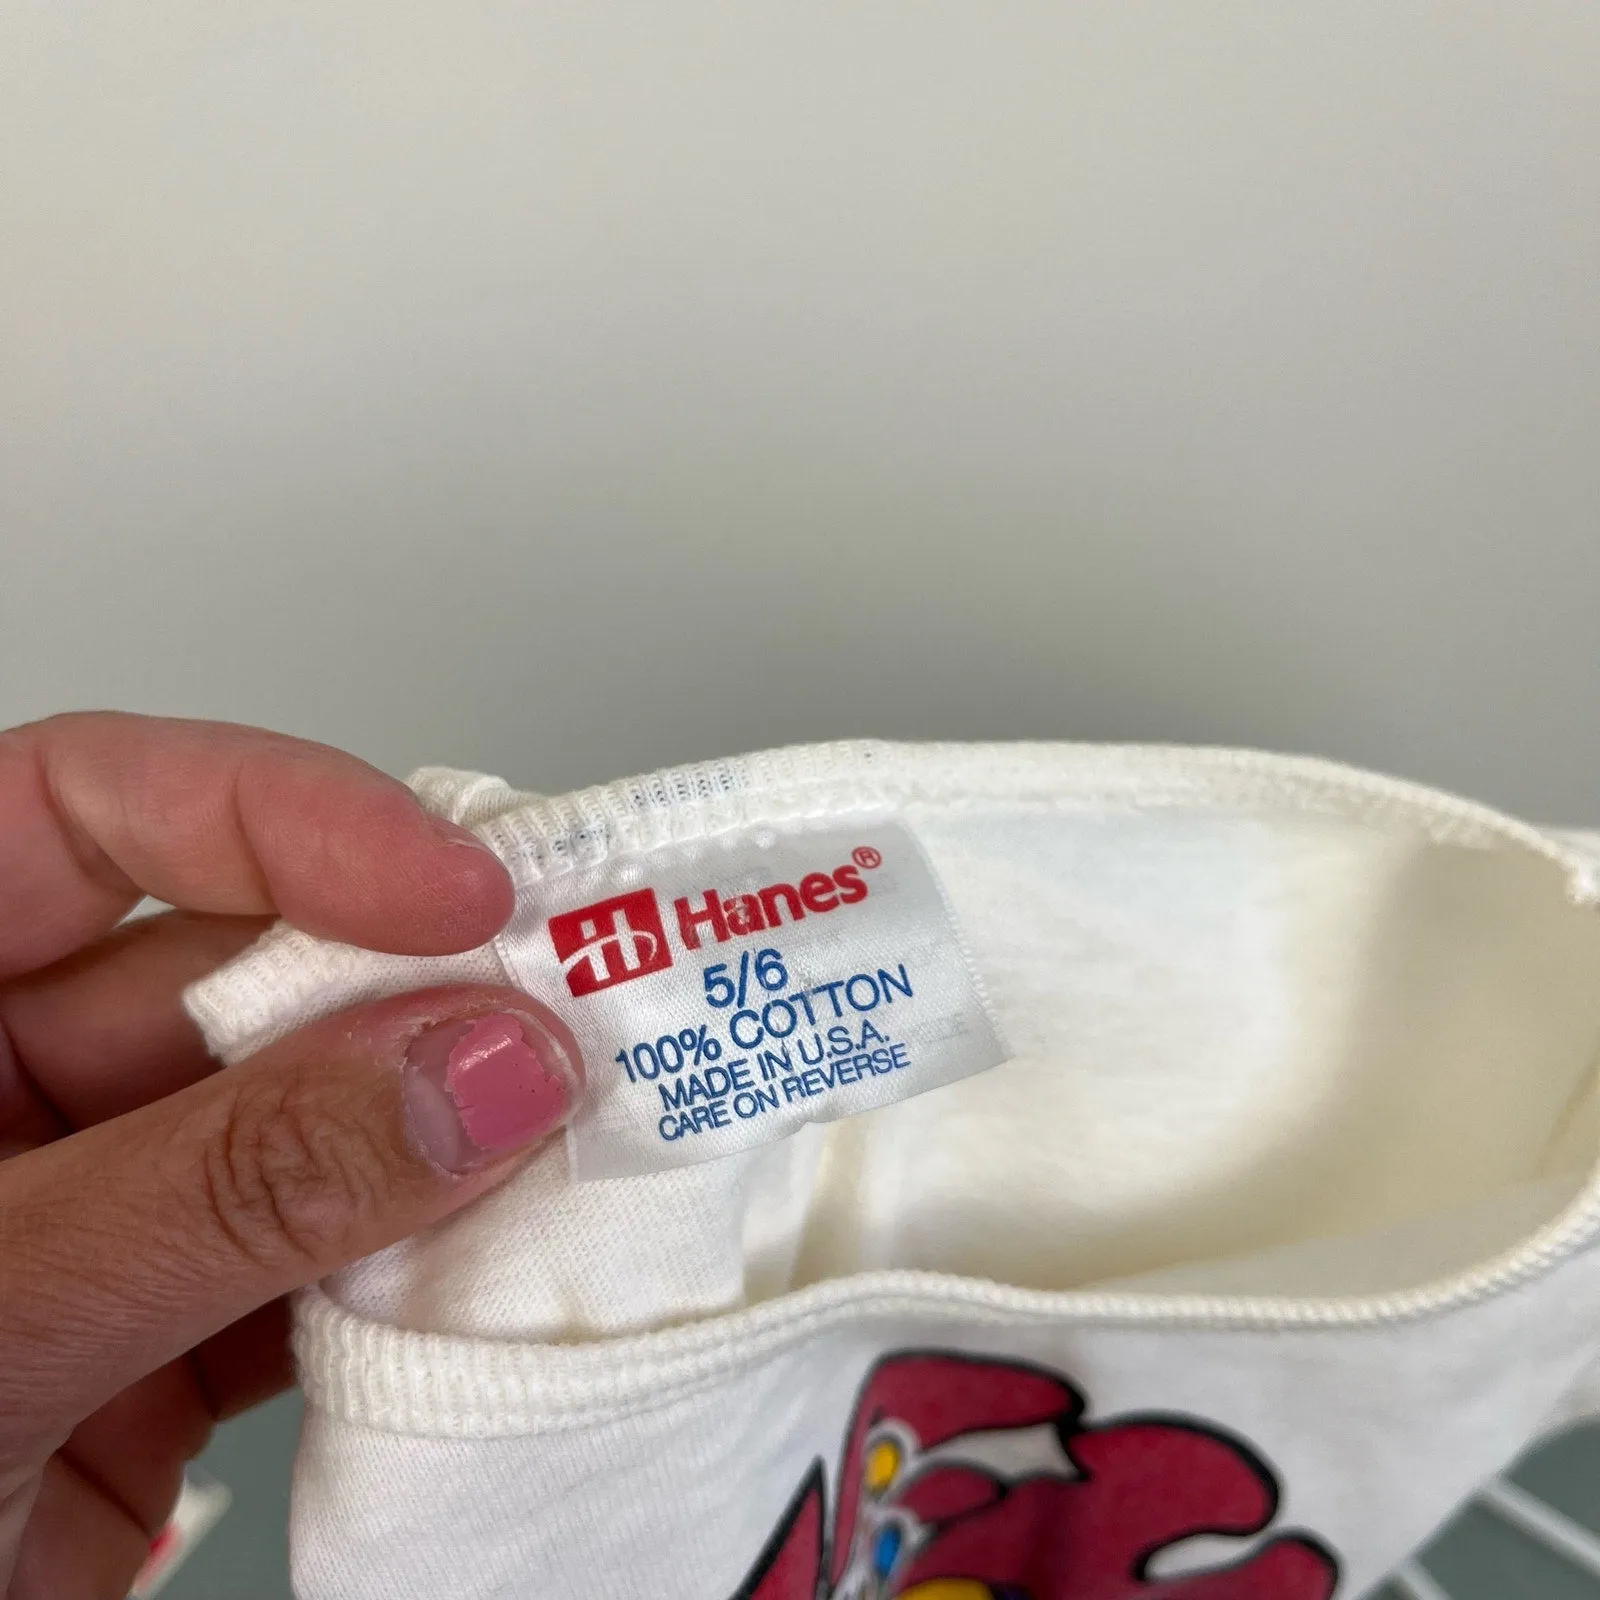 Hanes®
5/6
100% COTTON
MADE IN U.S.A.
CARE ON REVERSE